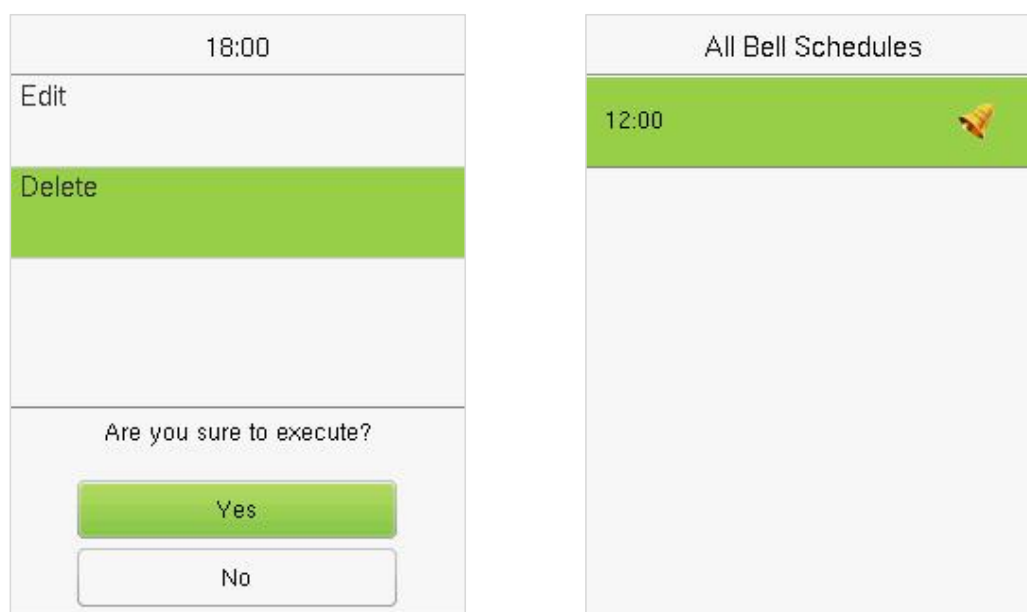 18:00
Edit
Delete
Are you sure to execute?
Yes
No
All Bell Schedules
12:00